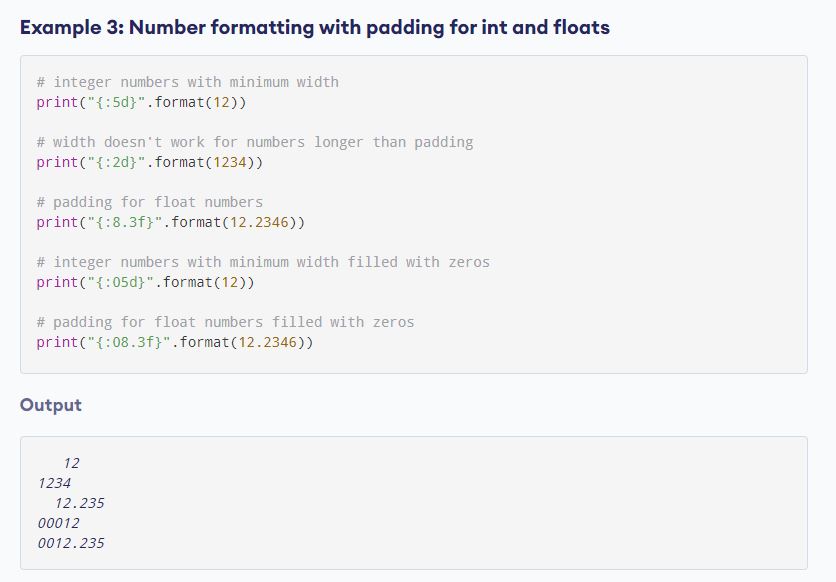 Example 3: Number formatting with padding for int and floats
# integer numbers with minimum width
print("{:5d}".format(12))
# width doesn't work for numbers longer than padding
print("{:2d}".format(1234))
# padding for float numbers
print("{:8.3f}".format(12.2346))
# integer numbers with minimum width filled with zeros
print("{:05d}".format(12))
# padding for float numbers filled with zeros
print("{:08.3f}".format(12.2346))
Output
   12
1234
  12.235
00012
0012.235